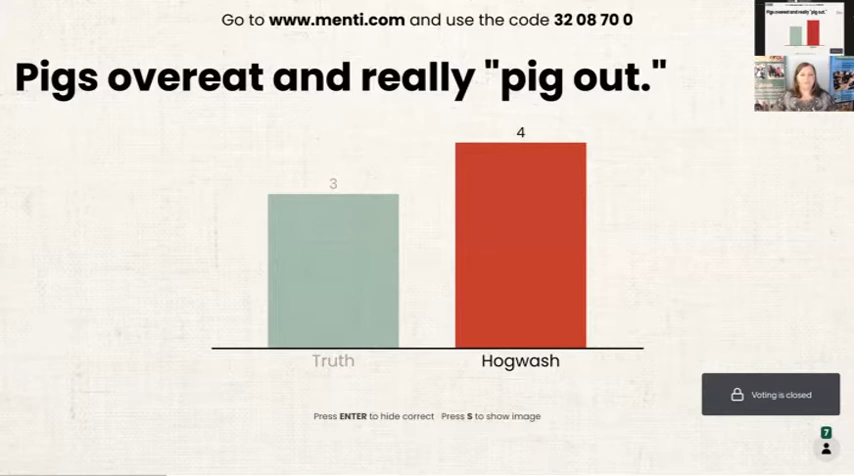 Go to www.menti.com and use the code 32 08 70 0
Pigs overeat and really "pig out."
3
4
Truth
Hogwash
Voting is closed
Press ENTER to hide correct Press S to show image
7